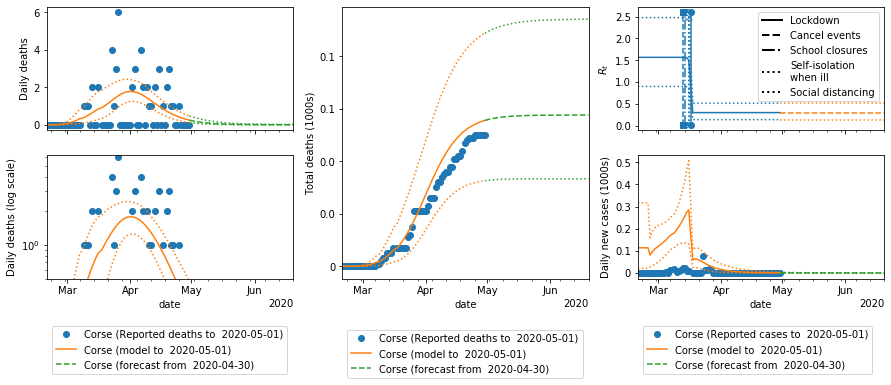 Daily deaths
6
4
2
0
Daily deaths (log scale)
10⁰
Mar
Apr
May
Jun
date
2020
Corse (Reported deaths to 2020-05-01)
Corse (model to 2020-05-01)
Corse (forecast from 2020-04-30)
Total deaths (1000s)
0.1
0.1
0.0
0.0
0
Mar
Apr
May
Jun
date
2020
Corse (Reported deaths to 2020-05-01)
Corse (model to 2020-05-01)
Corse (forecast from 2020-04-30)
Rt
2.5
2.0
1.5
1.0
0.5
0.0
Lockdown
Cancel events
School closures
Self-isolation
when ill
Social distancing
Daily new cases (1000s)
0.5
0.4
0.3
0.2
0.1
0
Mar
Apr
May
Jun
date
2020
Corse (Reported cases to 2020-05-01)
Corse (model to 2020-05-01)
Corse (forecast from 2020-04-30)